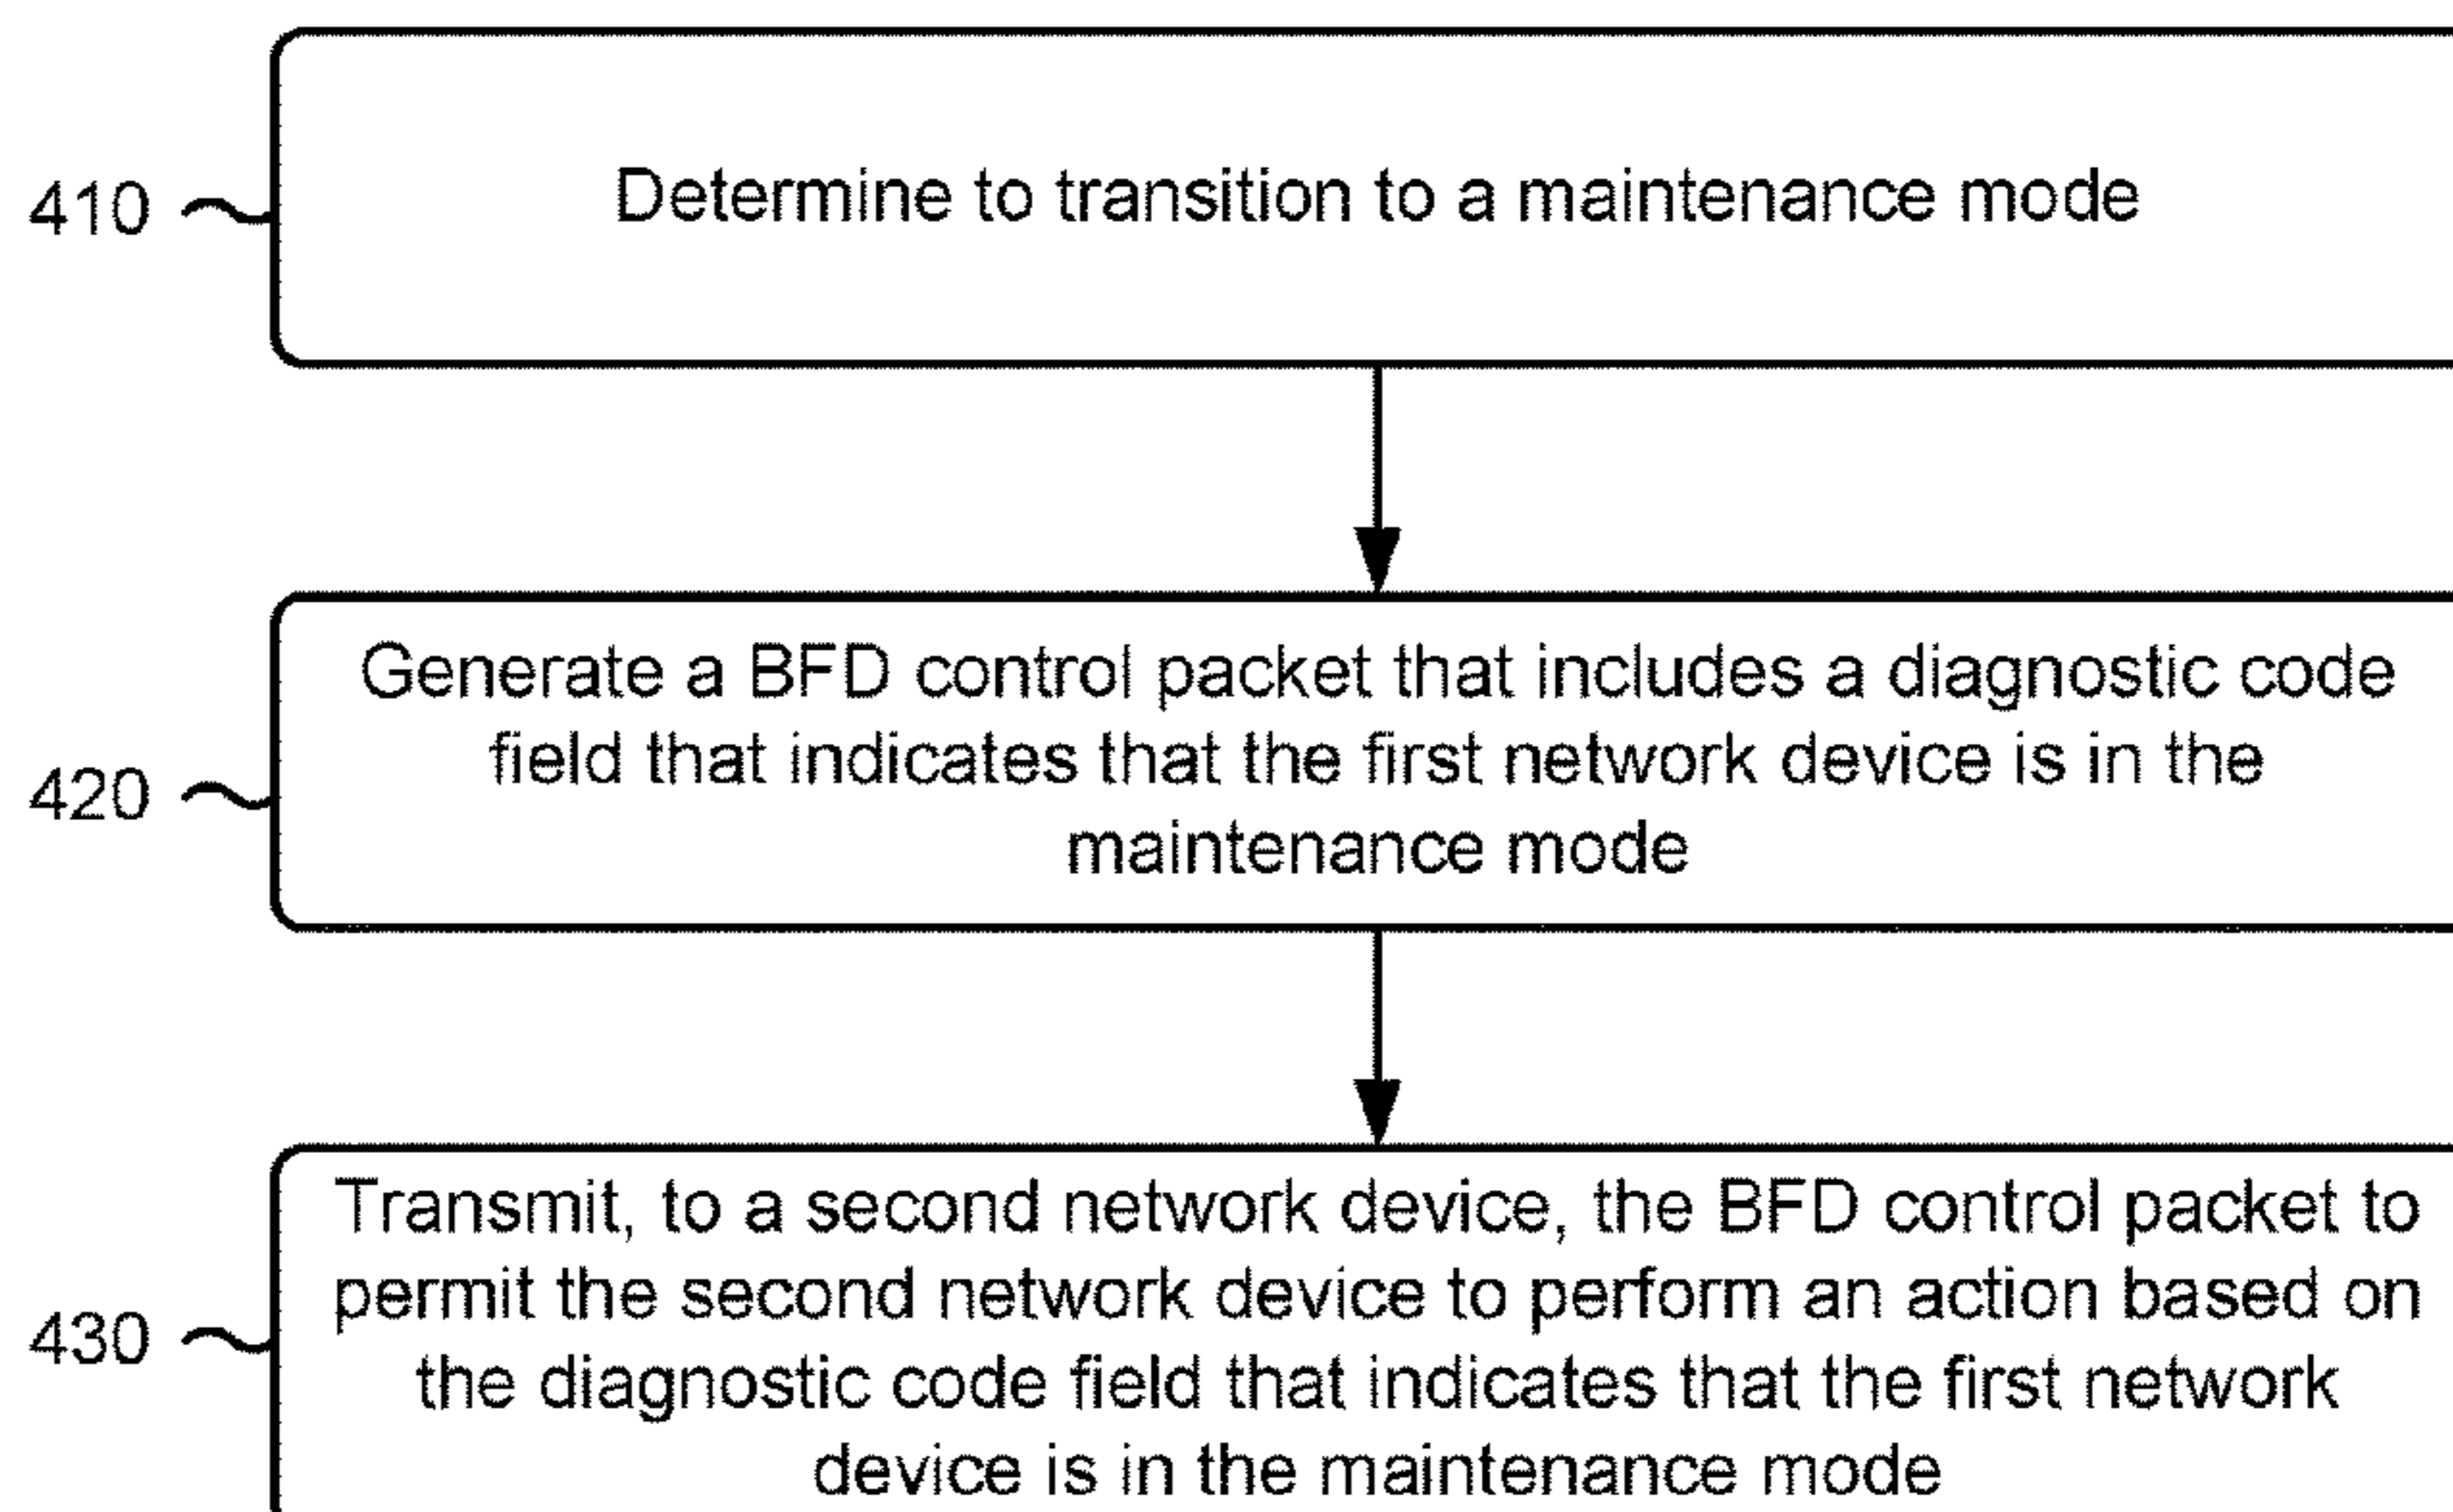 410
Determine to transition to a maintenance mode
420
Generate a BFD control packet that includes a diagnostic code
field that indicates that the first network device is in the
maintenance mode
430
Transmit, to a second network device, the BFD control packet to
permit the second network device to perform an action based on
the diagnostic code field that indicates that the first network
device is in the maintenance mode